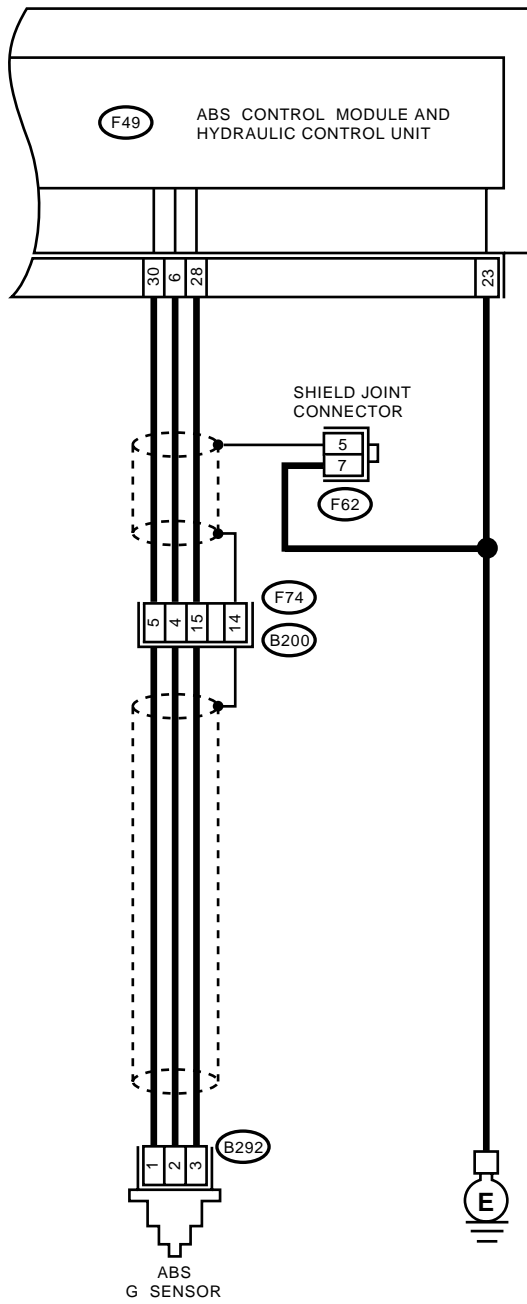 F49
ABS CONTROL MODULE AND
HYDRAULIC CONTROL UNIT
30 6 28 23
SHIELD JOINT
CONNECTOR
5
7
F62
F74
5 4 15 14
B200
B292
1 2 3
E
ABS
G SENSOR